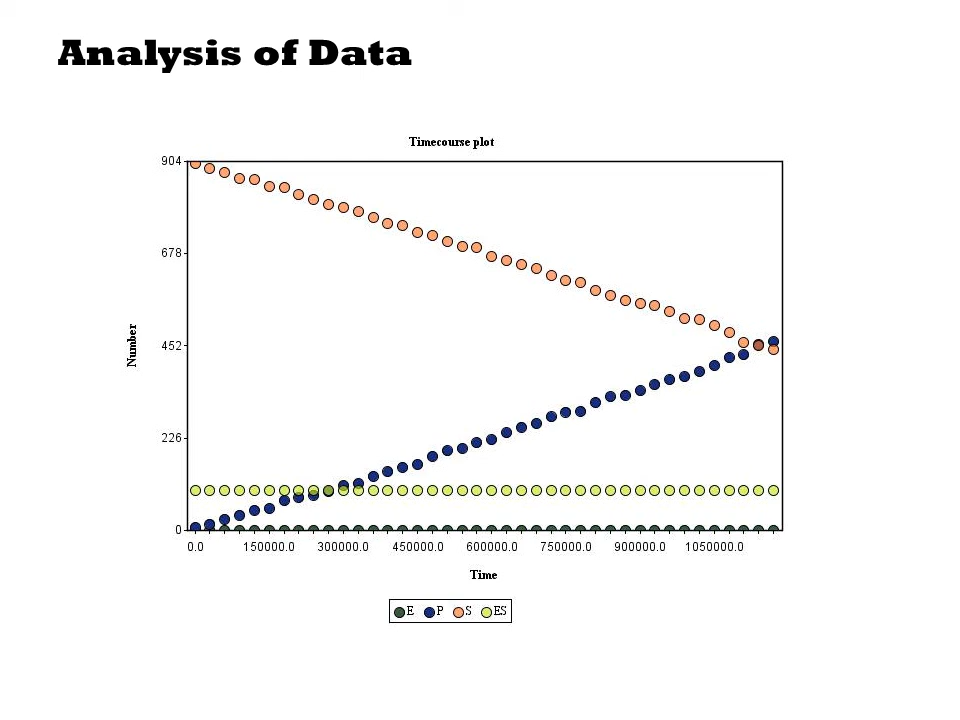 Analysis of Data
Timecourse plot
904
678
452
226
0
Number
0.0 150000.0 300000.0 450000.0 600000.0 750000.0 900000.0 1050000.0
Time
E P S ES